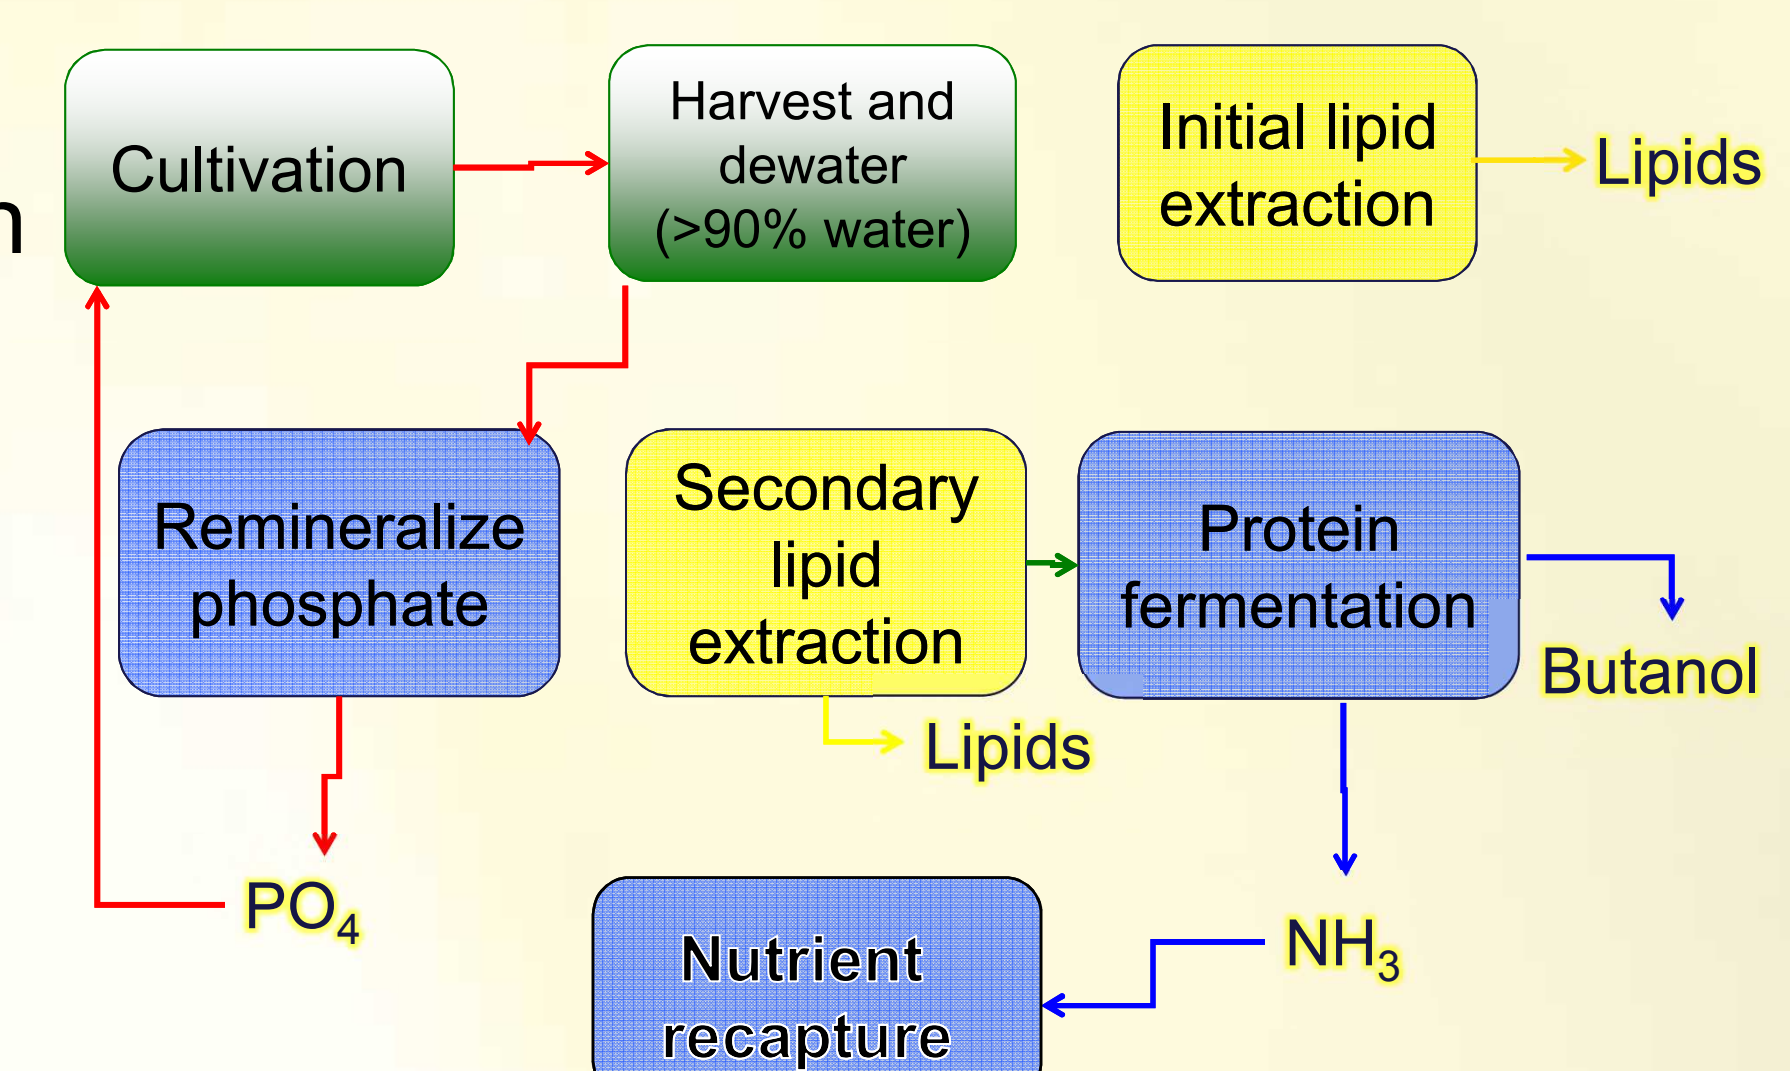 Cultivation
Harvest and
dewater
(>90% water)
Initial lipid
extraction
Lipids
n
Remineralize
phosphate
Secondary
lipid
extraction
Protein
fermentation
Butanol
Lipids
PO₄
NH₃
Nutrient
recapture